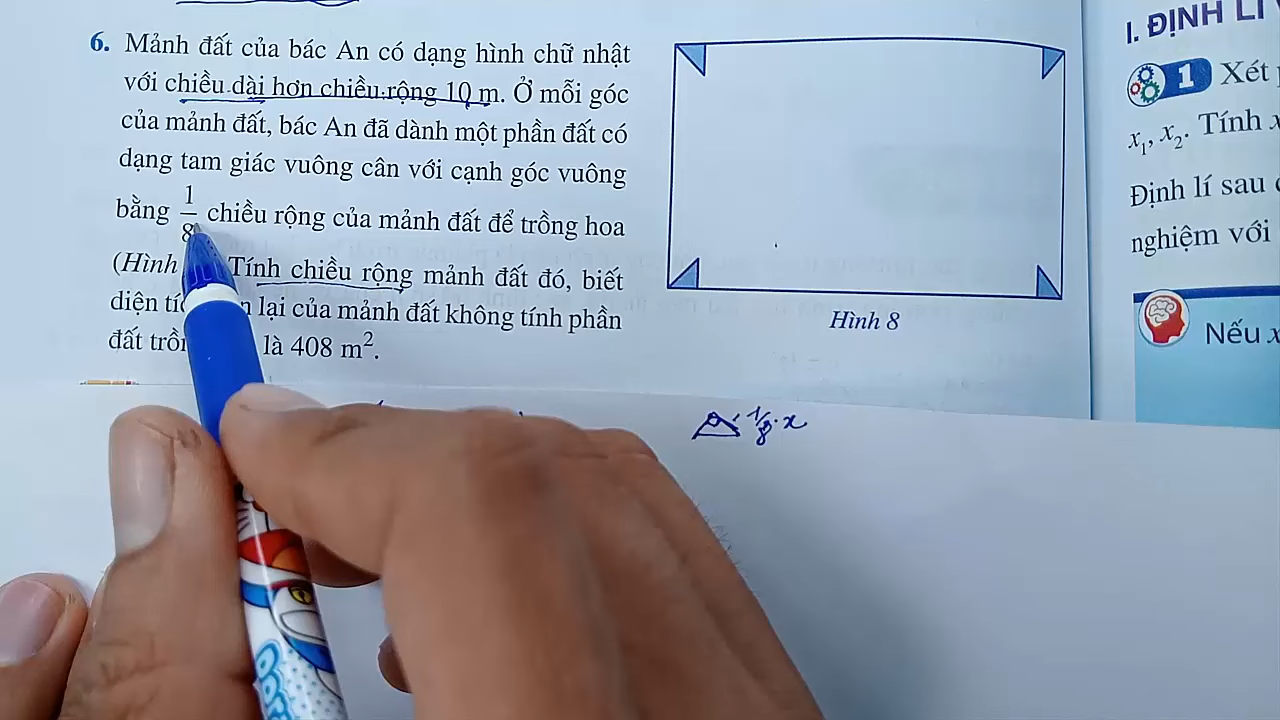 6. Mảnh đất của bác An có dạng hình chữ nhật
với chiều dài hơn chiều rộng 10 m. Ở mỗi góc
của mảnh đất, bác An đã dành một phần đất có
dạng tam giác vuông cân với cạnh góc vuông
bằng 1/8 chiều rộng của mảnh đất để trồng hoa
(Hình Tính chiều rộng mảnh đất đó, biết
diện lại của mảnh đất không tính phần
đất là 408 m².
Hình 8
1/8 · x
I. ĐỊNH LÍ
1 Xét
x₁, x₂. Tính x
Định lí sau
nghiệm với
Nếu x